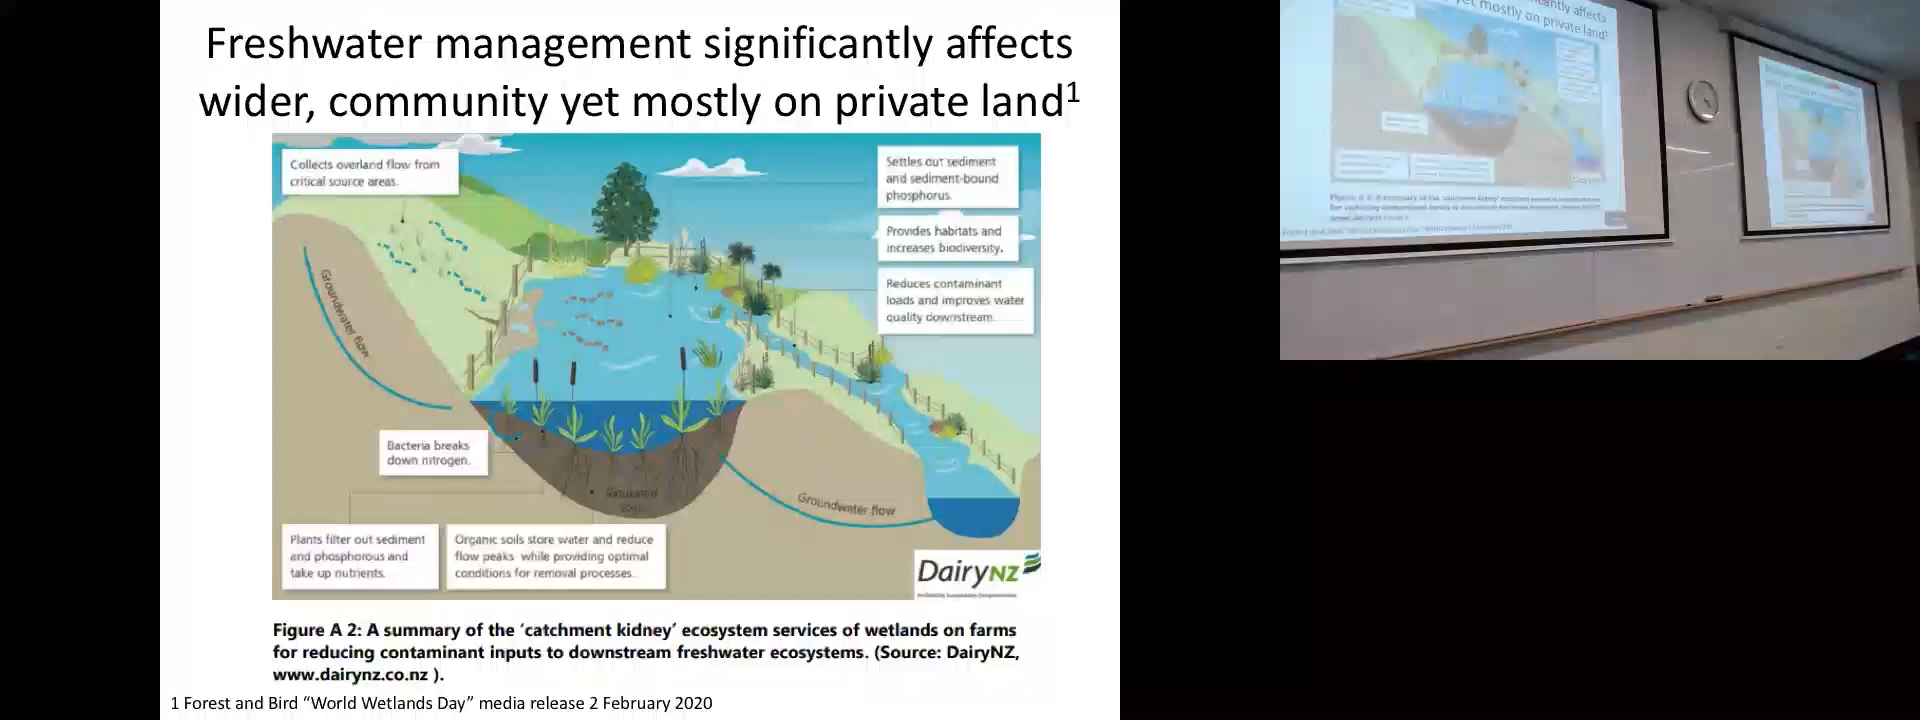 Freshwater management significantly affects
wider, community yet mostly on private land1
Collects overland flow from
critical source areas.
Settles out sediment
and sediment-bound
phosphorus.
Provides habitats and
increases biodiversity.
Reduces contaminant
loads and improves water
quality downstream.
Groundwater flow
Bacteria breaks
down nitrogen.
Saturated
soil
Groundwater flow
Plants filter out sediment
and phosphorous and
take up nutrients.
Organic soils store water and reduce
flow peaks while providing optimal
conditions for removal processes.
DairyNZ
Figure A 2: A summary of the ‘catchment kidney’ ecosystem services of wetlands on farms
for reducing contaminant inputs to downstream freshwater ecosystems. (Source: DairyNZ,
www.dairynz.co.nz ).
1 Forest and Bird “World Wetlands Day” media release 2 February 2020